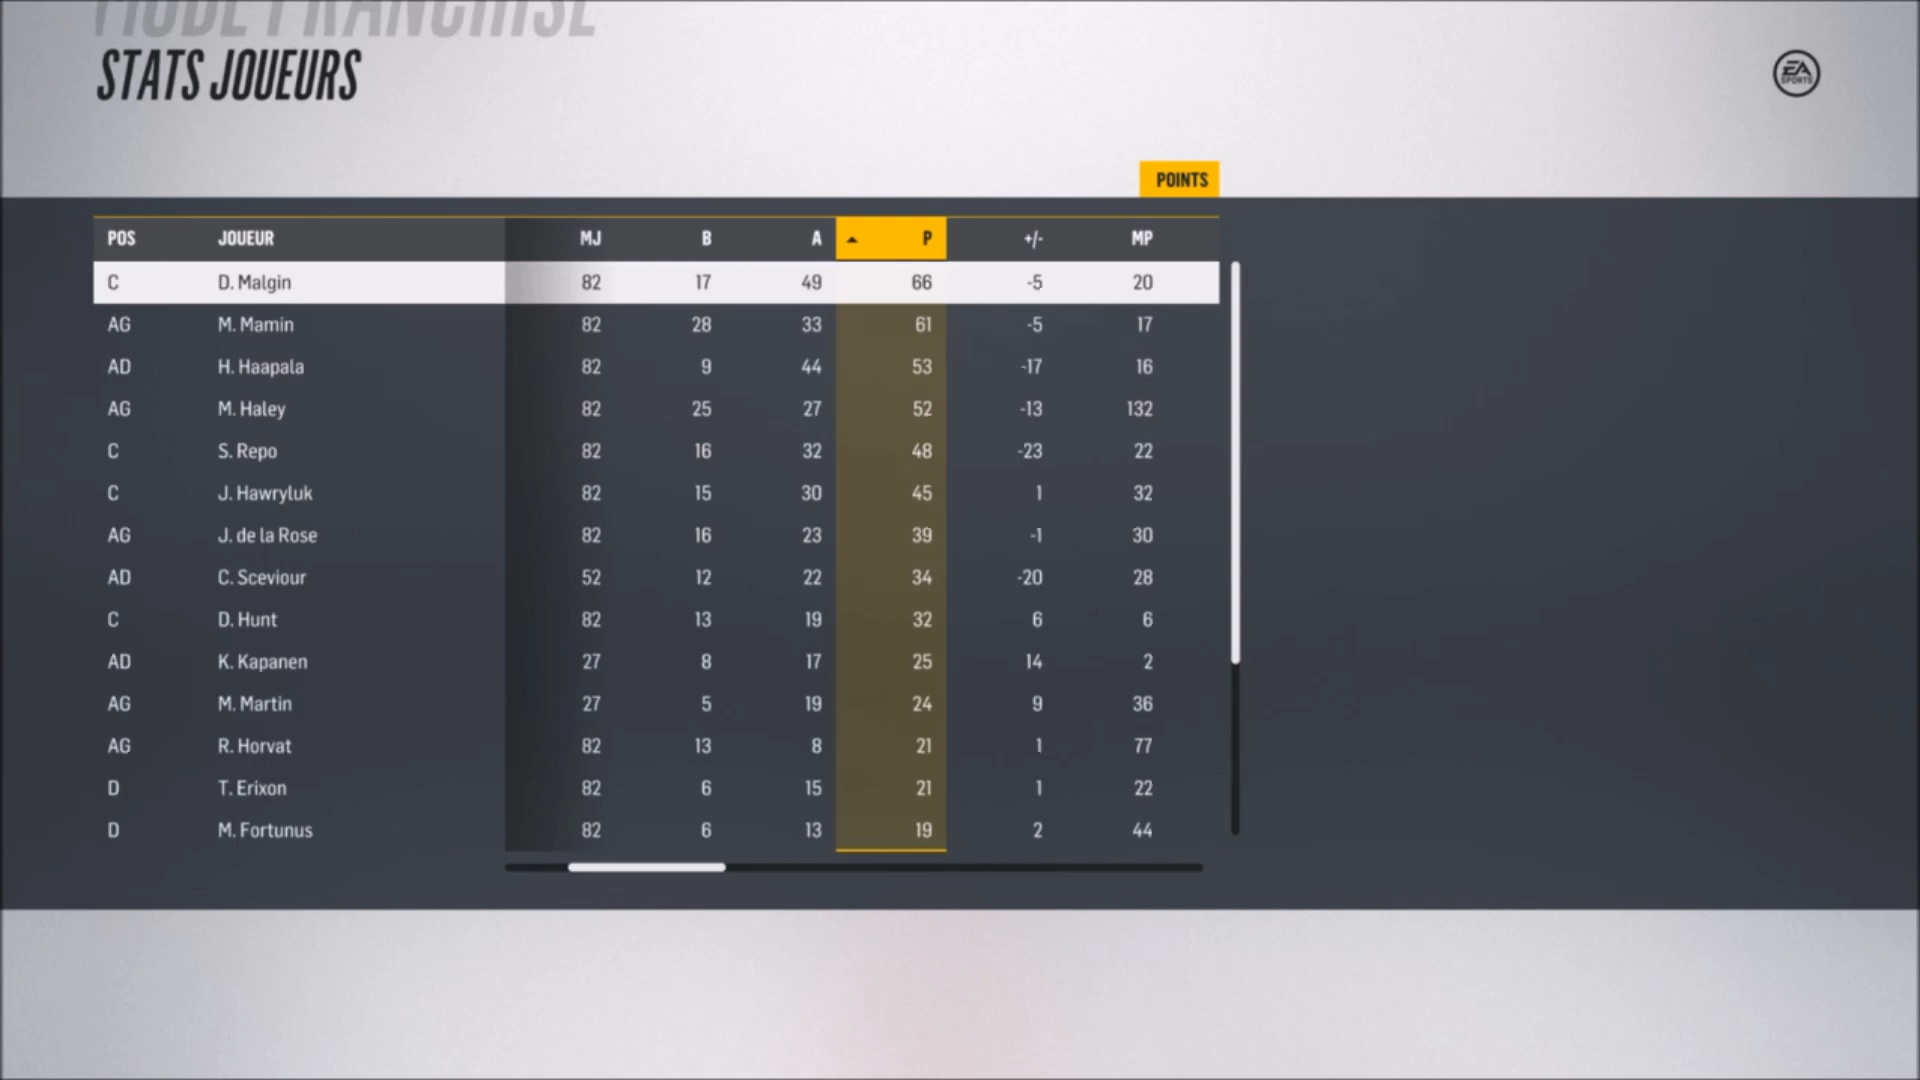 MODE FRANCHISE
STATS JOUEURS
EA SPORTS
POINTS
POS JOUEUR MJ B A P +/- MP
C D. Malgin 82 17 49 66 -5 20
AG M. Mamin 82 28 33 61 -5 17
AD H. Haapala 82 9 44 53 -17 16
AG M. Haley 82 25 27 52 -13 132
C S. Repo 82 16 32 48 -23 22
C J. Hawryluk 82 15 30 45 1 32
AG J. de la Rose 82 16 23 39 -1 30
AD C. Sceviour 52 12 22 34 -20 28
C D. Hunt 82 13 19 32 6 6
AD K. Kapanen 27 8 17 25 14 2
AG M. Martin 27 5 19 24 9 36
AG R. Horvat 82 13 8 21 1 77
D T. Erixon 82 6 15 21 1 22
D M. Fortunus 82 6 13 19 2 44